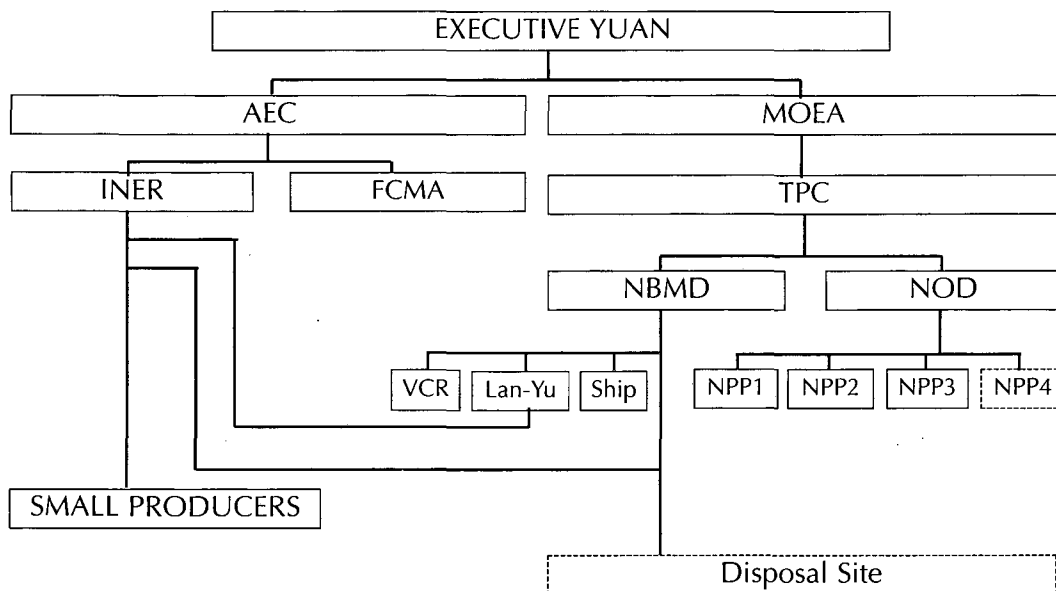 EXECUTIVE YUAN
AEC
MOEA
INER
FCMA
TPC
NBMD
NOD
VCR
Lan-Yu
Ship
NPP1
NPP2
NPP3
NPP4
SMALL PRODUCERS
Disposal Site